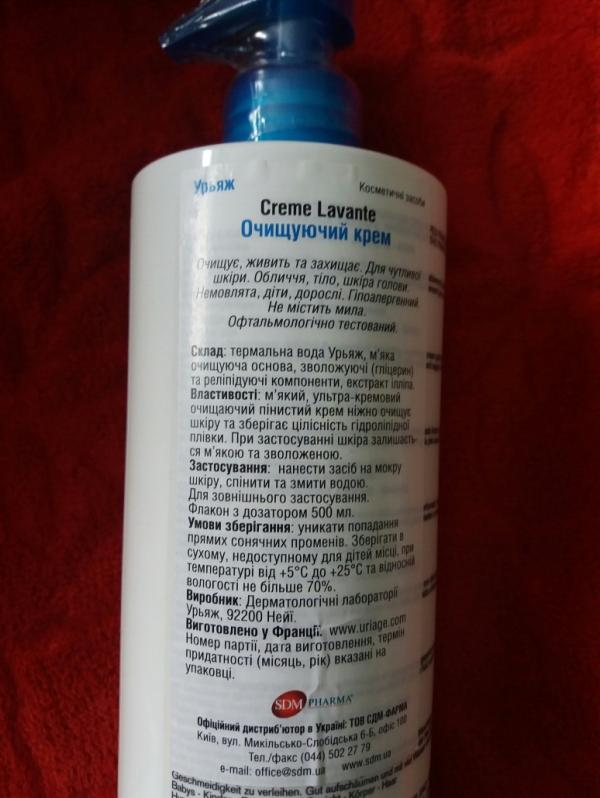 Урьяж
Косметичні засоби
Creme Lavante
Очищуючий крем
Очищує, живить та захищає. Для чутливої
шкіри. Обличчя, тіло, шкіра голови.
Немовлята, діти, дорослі. Гіпоалергенний.
Не містить мила.
Офтальмологічно тестований.
Склад: термальна вода Урьяж, м'яка
очищуюча основа, зволожуючі (гліцерин)
та реліпідуючі компоненти, екстракт ілліпа.
Властивості: м'який, ультра-кремовий
очищаючий пінистий крем ніжно очищує
шкіру та зберігає цілісність гідроліпідної
плівки. При застосуванні шкіра залишаєть-
ся м'якою та зволоженою.
Застосування: нанести засіб на мокру
шкіру, спінити та змити водою.
Для зовнішнього застосування.
Флакон з дозатором 500 мл.
Умови зберігання: уникати попадання
прямих сонячних променів. Зберігати в
сухому, недоступному для дітей місці, при
температурі від +5°C до +25°C та відносній
вологості не більше 70%.
Виробник: Дерматологічні лабораторії
Урьяж, 92200 Нейї.
Виготовлено у Франції. www.uriage.com
Номер партії, дата виготовлення, термін
придатності (місяць, рік) вказані на
упаковці.
SDM PHARMA
Офіційний дистриб'ютор в Україні: ТОВ СДМ-ФАРМА
Київ, вул. Микільсько-Слобідська 6-Б, офіс 100
Тел./факс (044) 502 27 79
e-mail: office@sdm.ua www.sdm.ua
Geschmeidigkeit zu verleihen. Gut aufschäumen und mit
Babys - Körper - Haar